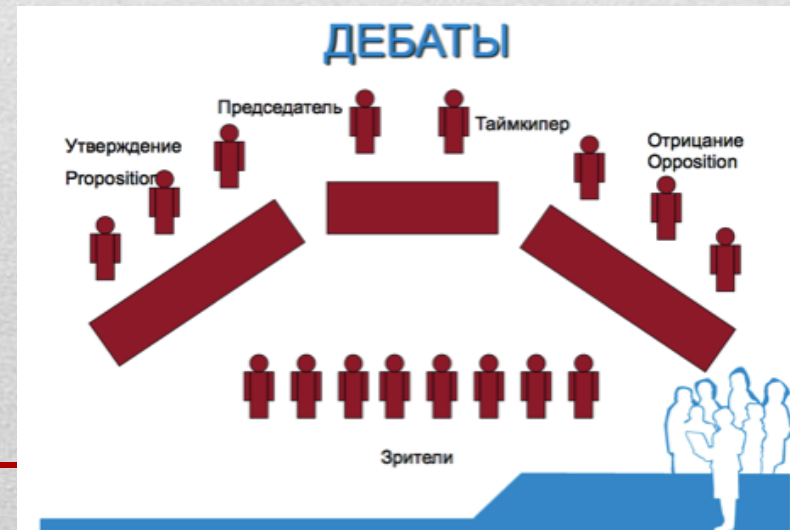 ДЕБАТЫ
Председатель
Таймкипер
Утверждение
Proposition
Отрицание
Opposition
Зрители